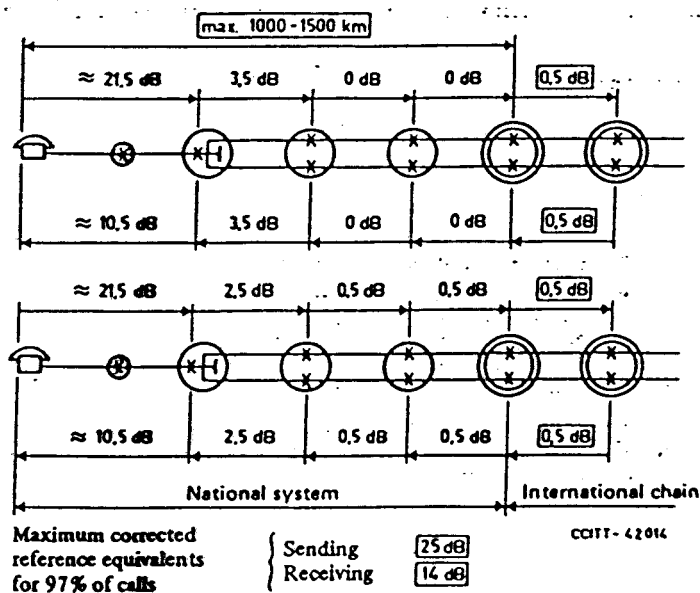 max. 1000-1500 km
≈ 21,5 dB 3,5 dB 0 dB 0 dB 0,5 dB
≈ 10,5 dB 3,5 dB 0 dB 0 dB 0,5 dB
≈ 21,5 dB 2,5 dB 0,5 dB 0,5 dB 0,5 dB
≈ 10,5 dB 2,5 dB 0,5 dB 0,5 dB 0,5 dB
National system International chain
CCITT - 42014
Maximum corrected
reference equivalents
for 97% of calls
Sending 25 dB
Receiving 14 dB